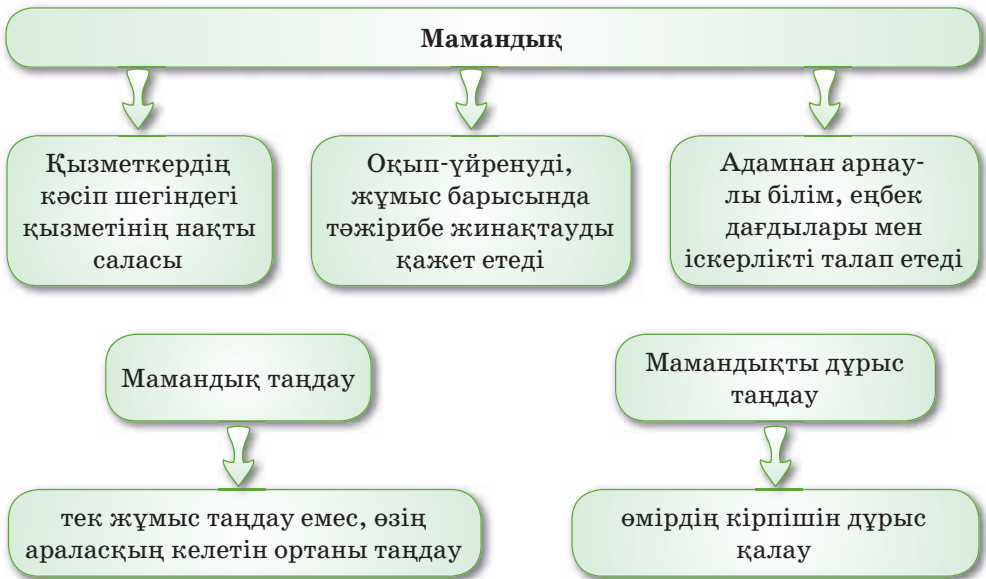 Мамандық
Қызметкердің
кәсіп шегіндегі
қызметінің нақты
саласы
Оқып-үйренуді,
жұмыс барысында
тәжірибе жинақтауды
қажет етеді
Адамнан арнау-
лы білім, еңбек
дағдылары мен
іскерлікті талап етеді
Мамандық таңдау
тек жұмыс таңдау емес, өзің
араласқың келетін ортаны таңдау
Мамандықты дұрыс
таңдау
өмірдің кірпішін дұрыс
қалау